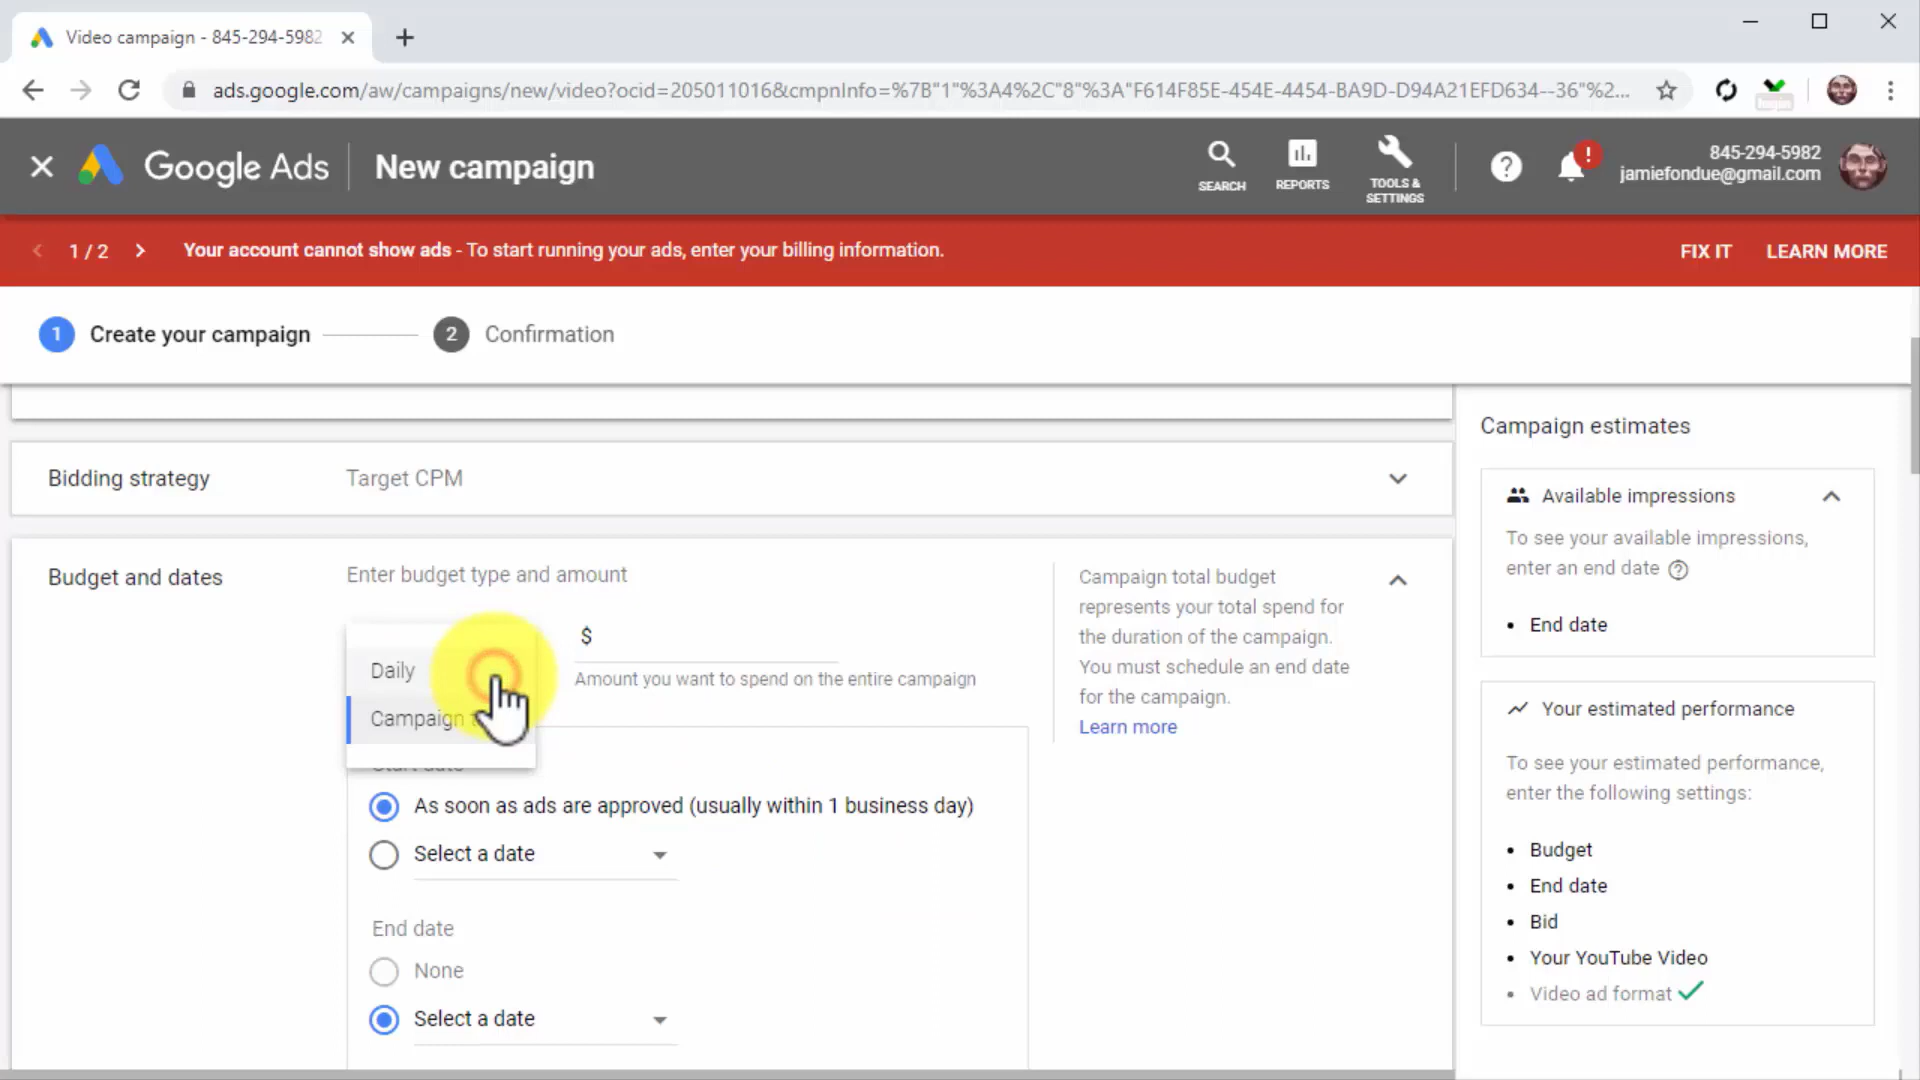 Video campaign - 845-294-5982
ads.google.com/aw/campaigns/new/video?ocid=205011016&cmpnInfo=%7B"1"%3A4%2C"8"%3A"F614F85E-454E-4454-BA9D-D94A21EFD634--36"%2...
Google Ads
New campaign
SEARCH
REPORTS
TOOLS &
SETTINGS
845-294-5982
jamiefondue@gmail.com
1 / 2
Your account cannot show ads - To start running your ads, enter your billing information.
FIX IT
LEARN MORE
1 Create your campaign
2 Confirmation
Bidding strategy
Target CPM
Budget and dates
Enter budget type and amount
Daily
Campaign
$
Amount you want to spend on the entire campaign
Campaign total budget
represents your total spend for
the duration of the campaign.
You must schedule an end date
for the campaign.
Learn more
Start date
As soon as ads are approved (usually within 1 business day)
Select a date
End date
None
Select a date
Campaign estimates
Available impressions
To see your available impressions,
enter an end date
• End date
Your estimated performance
To see your estimated performance,
enter the following settings:
• Budget
• End date
• Bid
• Your YouTube Video
• Video ad format